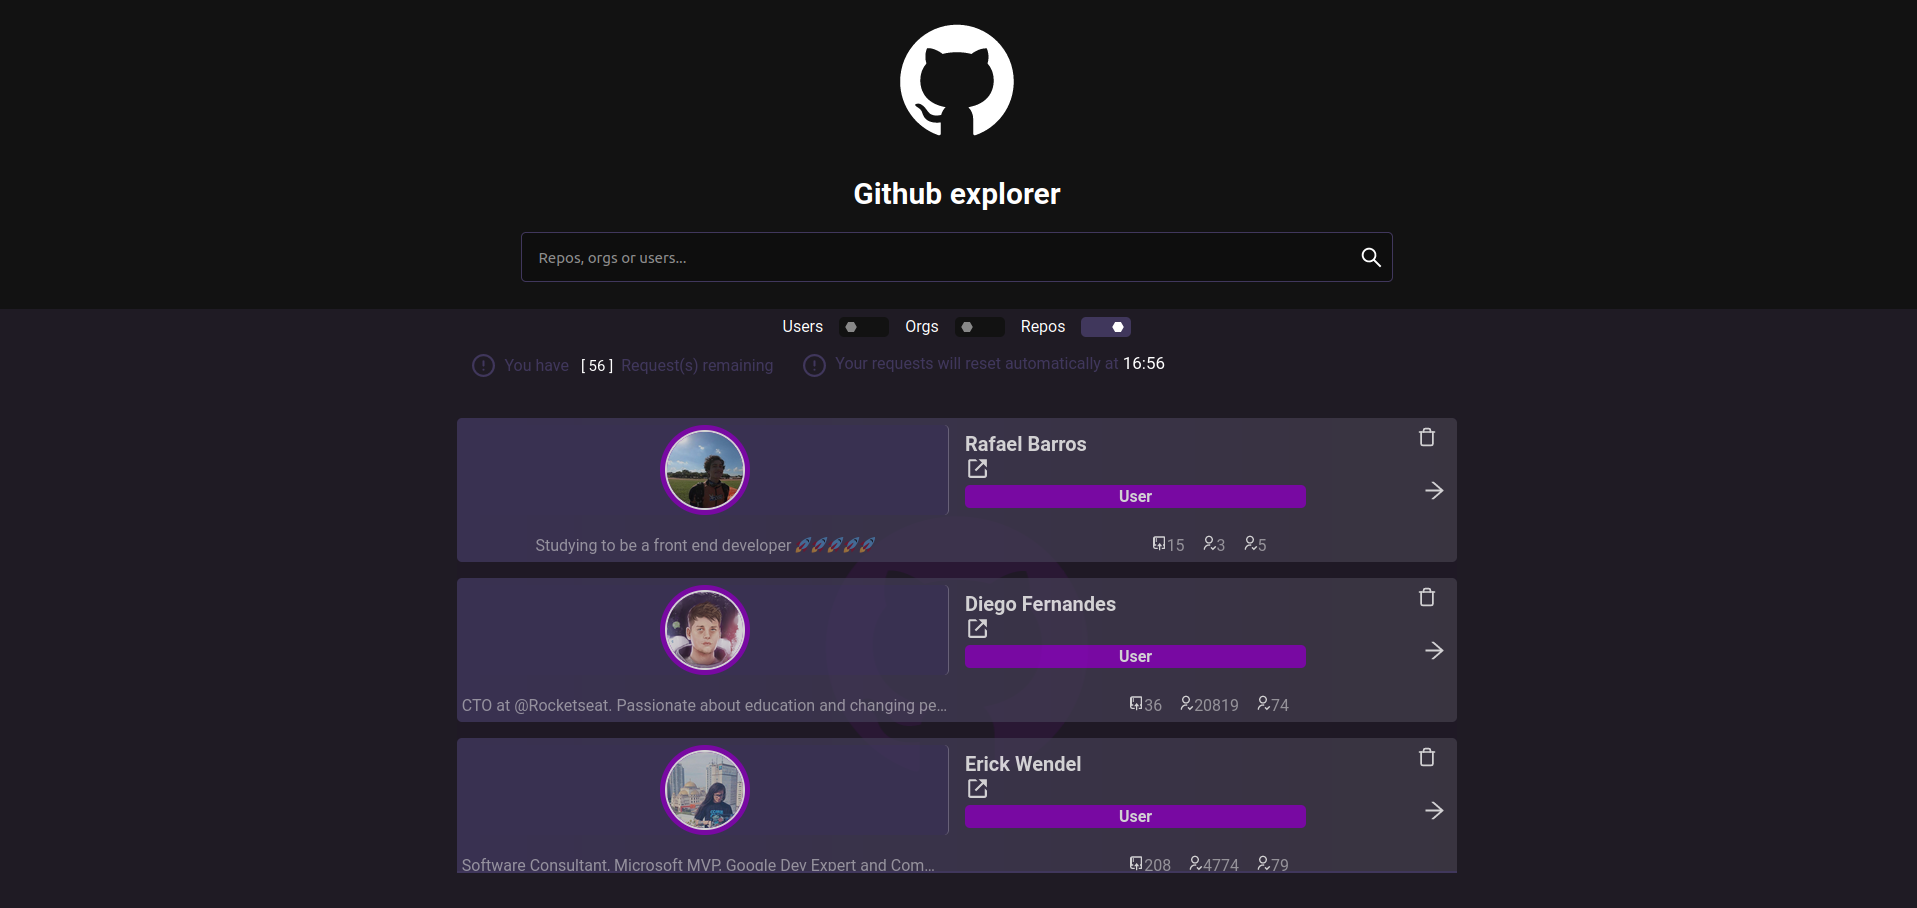 Github explorer
Repos, orgs or users...
Users Orgs Repos
You have [ 56 ] Request(s) remaining Your requests will reset automatically at 16:56
Rafael Barros
User
Studying to be a front end developer 🚀🚀🚀🚀🚀 15 3 5
Diego Fernandes
User
CTO at @Rocketseat. Passionate about education and changing pe... 36 20819 74
Erick Wendel
User
Software Consultant, Microsoft MVP, Google Dev Expert and Com... 208 4774 79